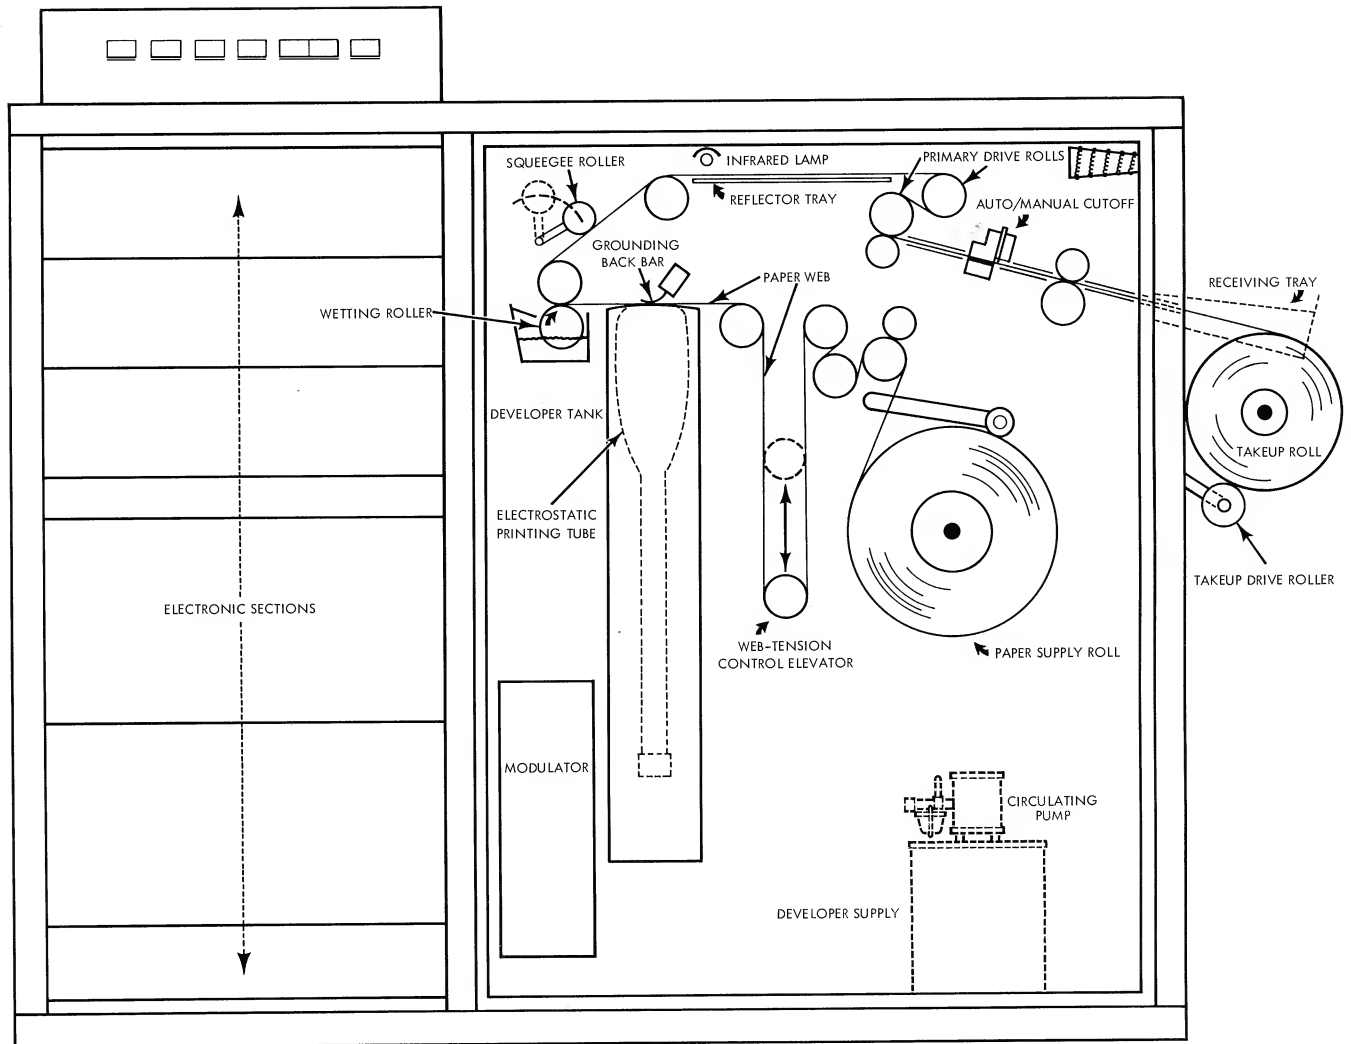 SQUEEGEE ROLLER
INFRARED LAMP
PRIMARY DRIVE ROLLS
REFLECTOR TRAY
AUTO/MANUAL CUTOFF
GROUNDING
BACK BAR
PAPER WEB
RECEIVING TRAY
WETTING ROLLER
DEVELOPER TANK
TAKEUP ROLL
ELECTROSTATIC
PRINTING TUBE
TAKEUP DRIVE ROLLER
ELECTRONIC SECTIONS
WEB-TENSION
CONTROL ELEVATOR
PAPER SUPPLY ROLL
MODULATOR
CIRCULATING
PUMP
DEVELOPER SUPPLY